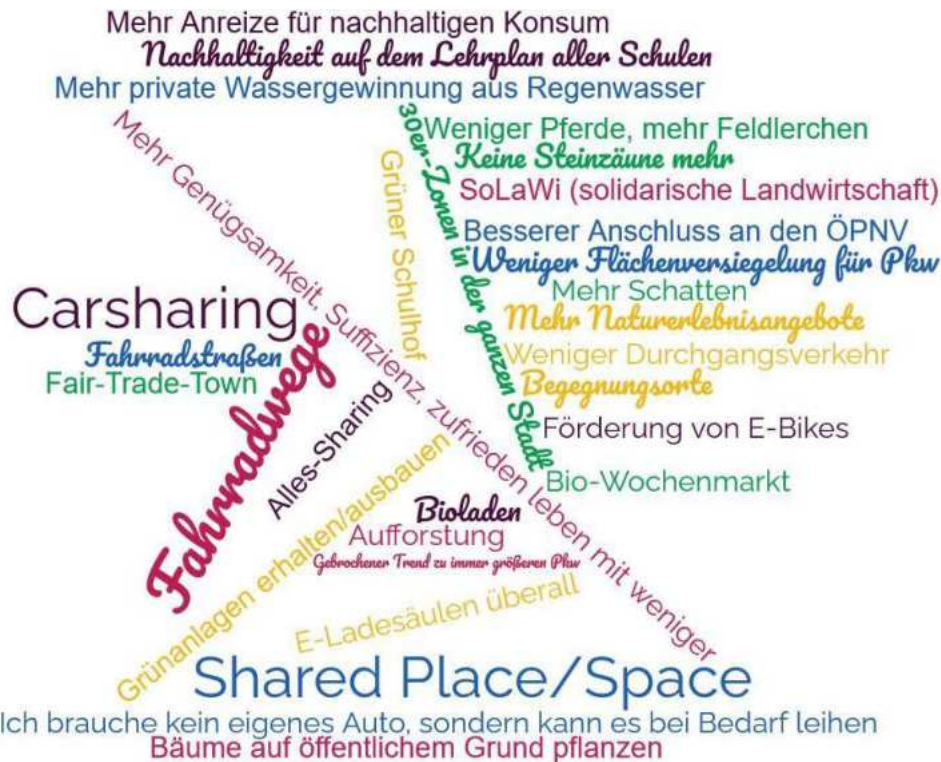 Mehr Anreize für nachhaltigen Konsum
Nachhaltigkeit auf dem Lehrplan aller Schulen
Mehr private Wassergewinnung aus Regenwasser
Mehr Genügsamkeit, Suffizienz, zufrieden leben mit weniger
Grüner Schulhof
30er-Zonen in der ganzen Stadt
Weniger Pferde, mehr Feldlerchen
Keine Steinzäune mehr
SoLaWi (solidarische Landwirtschaft)
Besserer Anschluss an den ÖPNV
Weniger Flächenversiegelung für Pkw
Mehr Schatten
Mehr Naturerlebnisangebote
Weniger Durchgangsverkehr
Begegnungsorte
Förderung von E-Bikes
Bio-Wochenmarkt
Carsharing
Fahrradstraßen
Fair-Trade-Town
Fahrradwege
Alles-Sharing
Grünanlagen erhalten/ausbauen
Bioladen
Aufforstung
Gebrochener Trend zu immer größeren Pkw
E-Ladesäulen überall
Shared Place/Space
Ich brauche kein eigenes Auto, sondern kann es bei Bedarf leihen
Bäume auf öffentlichem Grund pflanzen